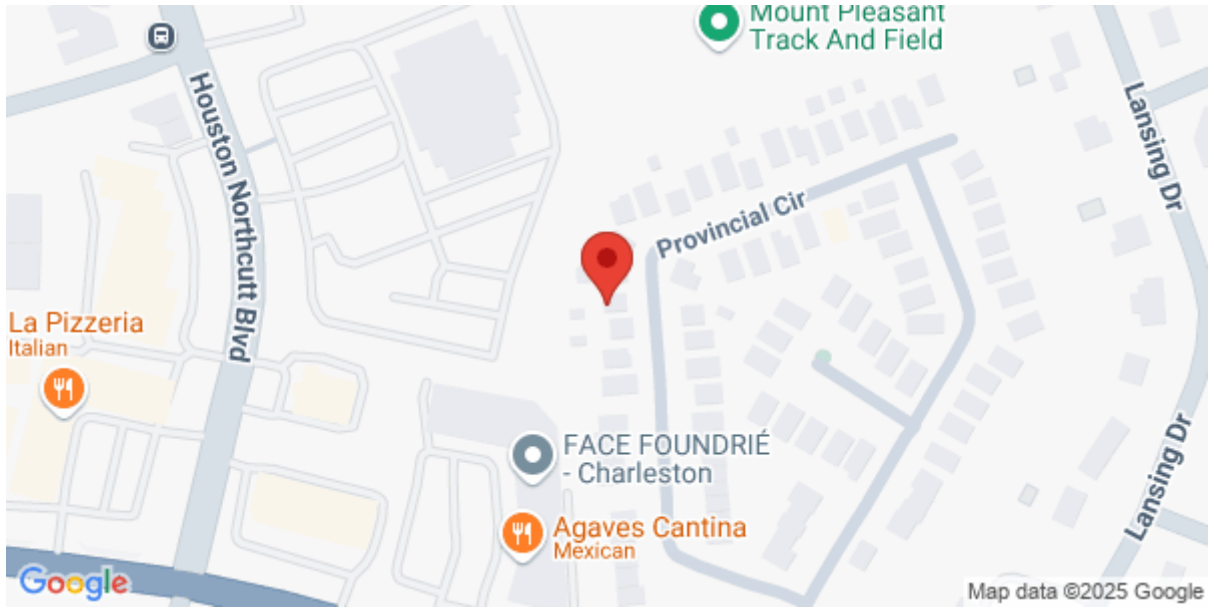 Mount Pleasant
Track And Field
Houston Northcutt Blvd
Lansing Dr
Provincial Cir
La Pizzeria
Italian
FACE FOUNDRIÉ
- Charleston
Agaves Cantina
Mexican
Lansing Dr
Google
Map data ©2025 Google